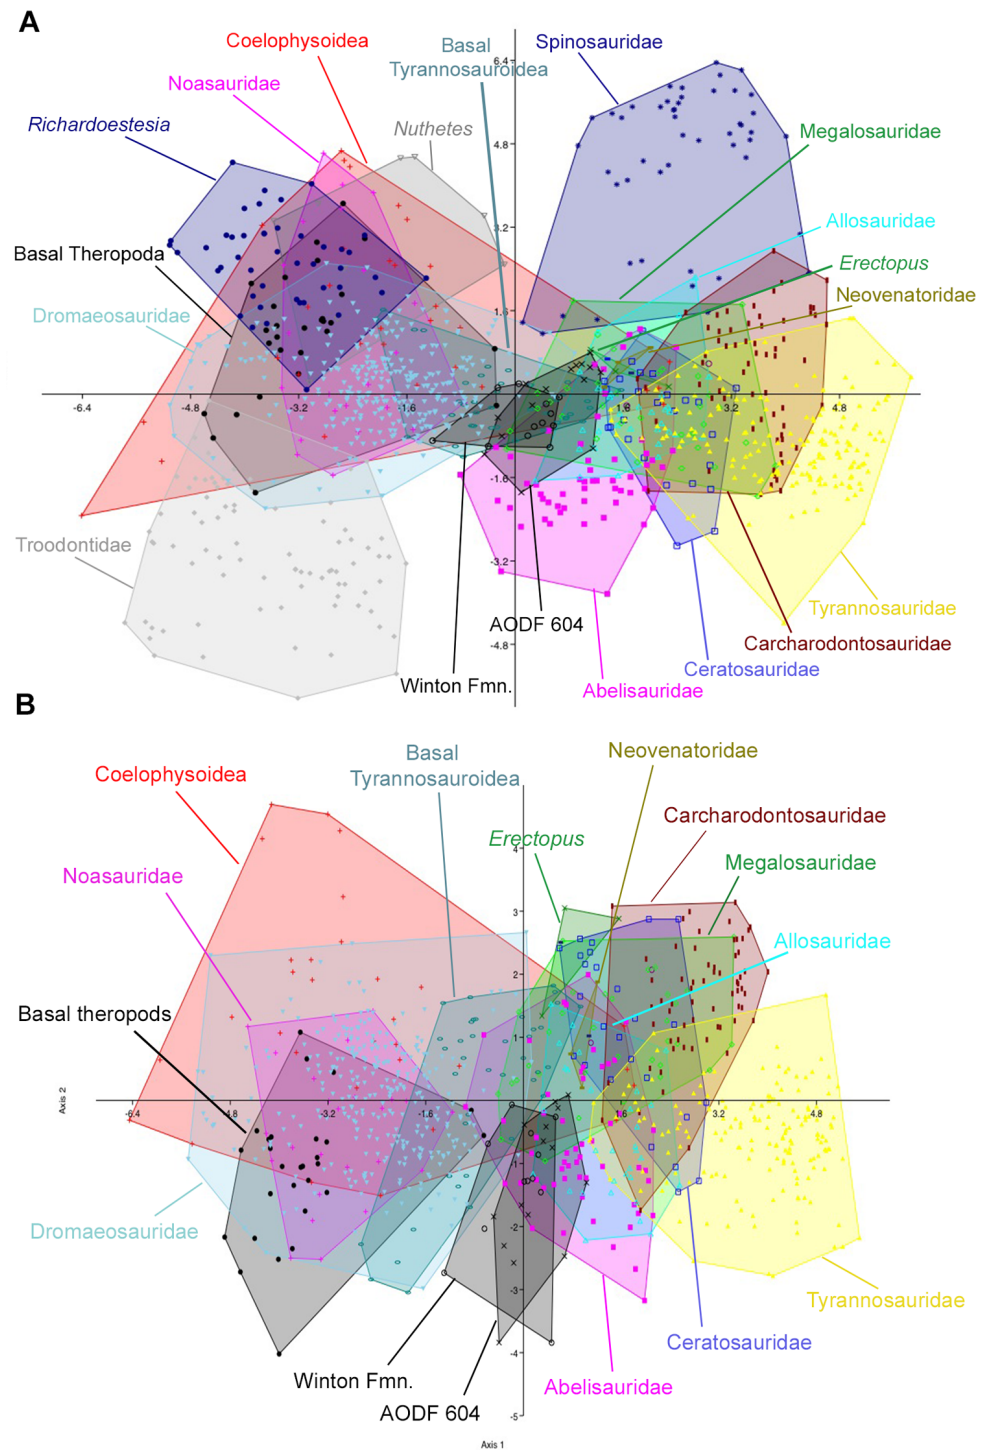 A
Coelophysoidea
Basal
Tyrannosauroidea
Spinosauridae
6.4
Noasauridae
Richardoestesia
Nuthetes
4.8
Megalosauridae
3.2
Allosauridae
Basal Theropoda
Erectopus
Dromaeosauridae
1.6
Neovenatoridae
-6.4
-4.8
-3.2
-1.6
1.6
3.2
4.8
-1.6
Troodontidae
-3.2
Tyrannosauridae
AODF 604
-4.8
Carcharodontosauridae
Ceratosauridae
Winton Fmn.
Abelisauridae
B
Neovenatoridae
Basal
Tyrannosauroidea
Coelophysoidea
Carcharodontosauridae
Erectopus
4
Megalosauridae
Noasauridae
3
Allosauridae
2
Basal theropods
1
Axis 2
-6.4
-4.8
-3.2
-1.6
1.6
3.2
4.8
-1
Dromaeosauridae
-2
-3
Tyrannosauridae
Ceratosauridae
-4
Winton Fmn.
Abelisauridae
AODF 604
-5
Axis 1